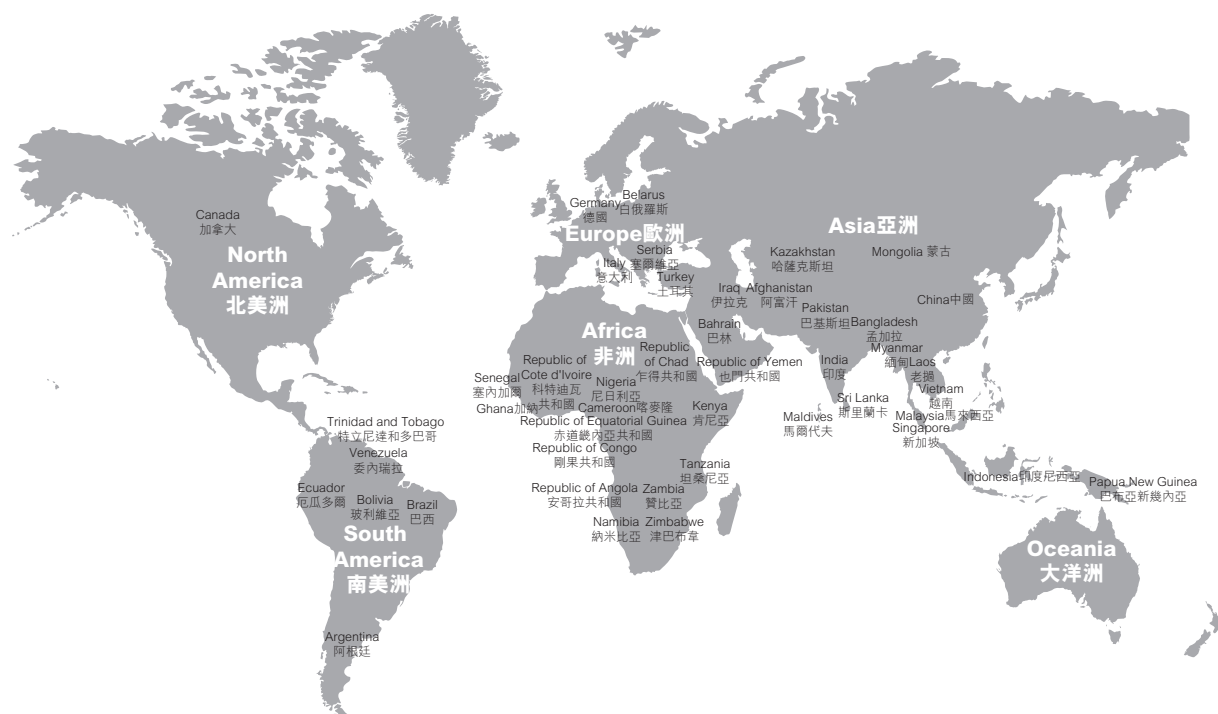 Canada
加拿大
North
America
北美洲
Trinidad and Tobago
特立尼達和多巴哥
Venezuela
委內瑞拉
Ecuador
厄瓜多爾
Bolivia
玻利維亞
Brazil
巴西
South
America
南美洲
Argentina
阿根廷
Germany
德國
Belarus
白俄羅斯
Europe歐洲
Serbia
塞爾維亞
Italy
意大利
Turkey
土耳其
Africa
非洲
Republic of
Cote d'Ivoire
科特迪瓦
共和國
Republic
of Chad
乍得共和國
Senegal
塞內加爾
Nigeria
尼日利亞
Ghana加納
Cameroon喀麥隆
Kenya
肯尼亞
Republic of Equatorial Guinea
赤道畿內亞共和國
Republic of Congo
剛果共和國
Tanzania
坦桑尼亞
Republic of Angola
安哥拉共和國
Zambia
贊比亞
Namibia
納米比亞
Zimbabwe
津巴布韋
Asia亞洲
Kazakhstan
哈薩克斯坦
Mongolia 蒙古
Iraq
伊拉克
Afghanistan
阿富汗
China中國
Pakistan
巴基斯坦
Bahrain
巴林
Bangladesh
孟加拉
Myanmar
緬甸
Republic of Yemen
也門共和國
India
印度
Laos
老撾
Vietnam
越南
Sri Lanka
斯里蘭卡
Maldives
馬爾代夫
Malaysia馬來西亞
Singapore
新加坡
Indonesia印度尼西亞
Papua New Guinea
巴布亞新幾內亞
Oceania
大洋洲